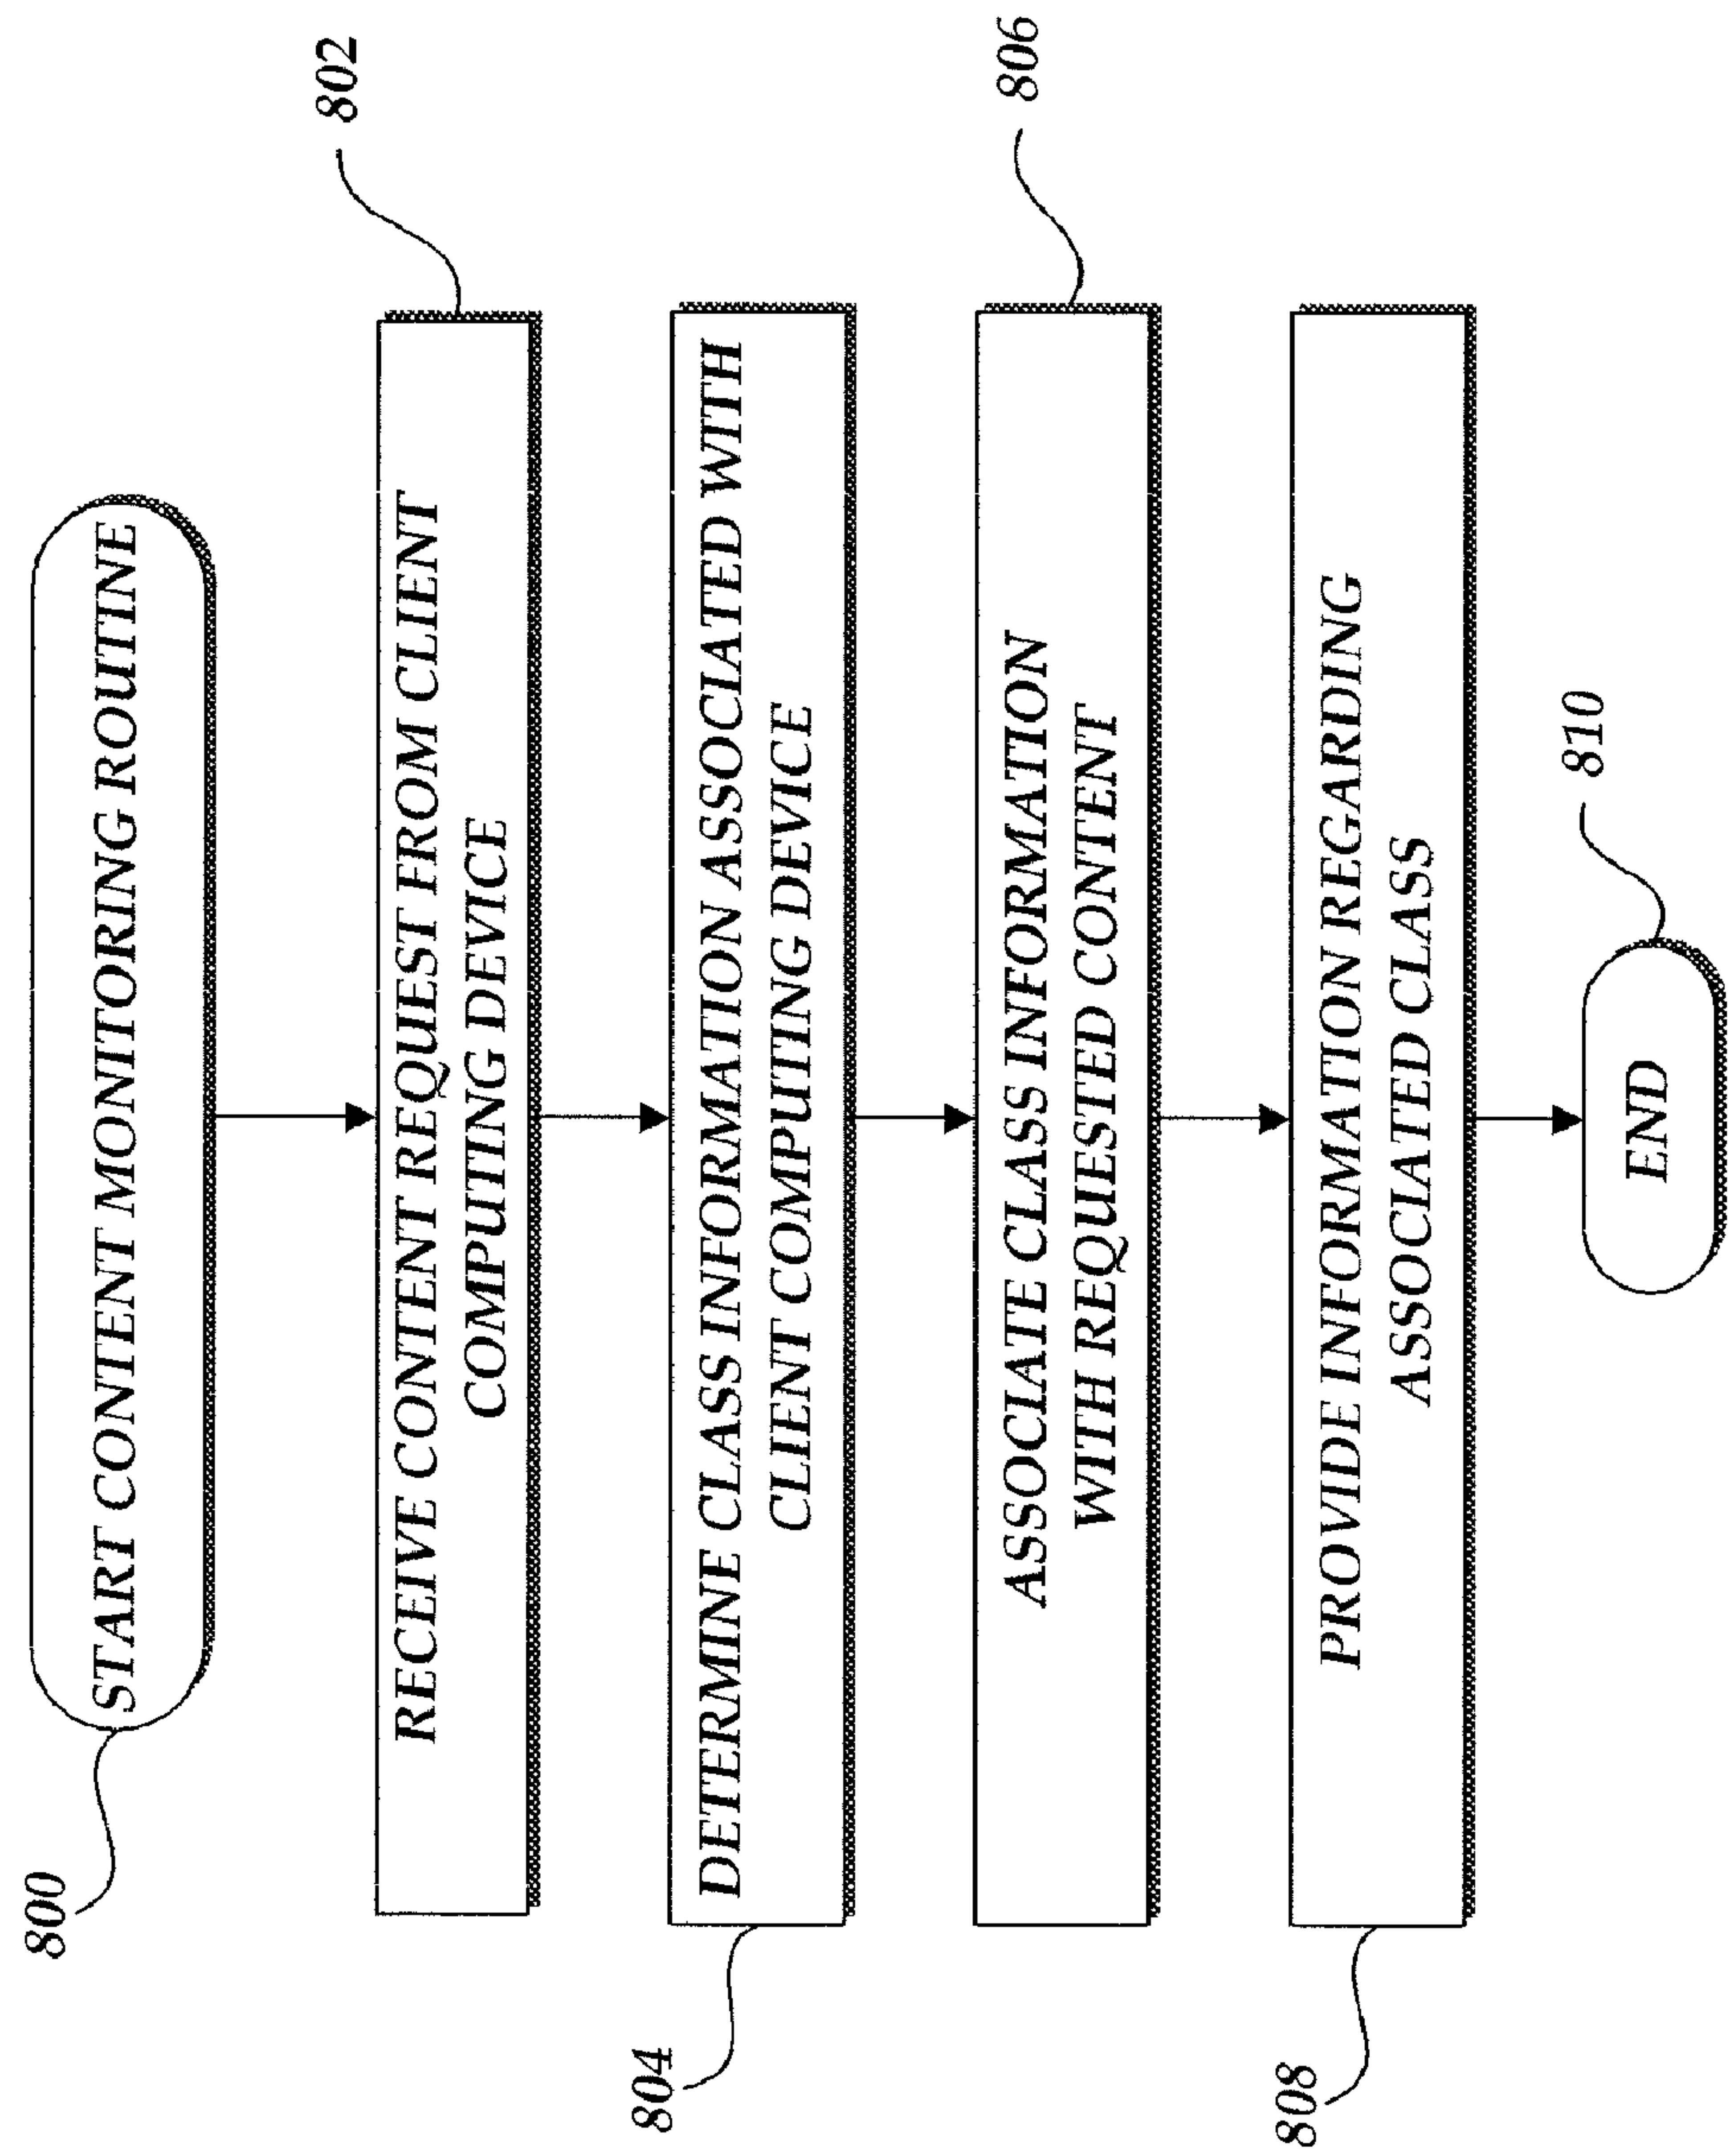 800
START CONTENT MONITORING ROUTINE
802
RECEIVE CONTENT REQUEST FROM CLIENT
COMPUTING DEVICE
804
DETERMINE CLASS INFORMATION ASSOCIATED WITH
CLIENT COMPUTING DEVICE
806
ASSOCIATE CLASS INFORMATION
WITH REQUESTED CONTENT
808
PROVIDE INFORMATION REGARDING
ASSOCIATED CLASS
810
END